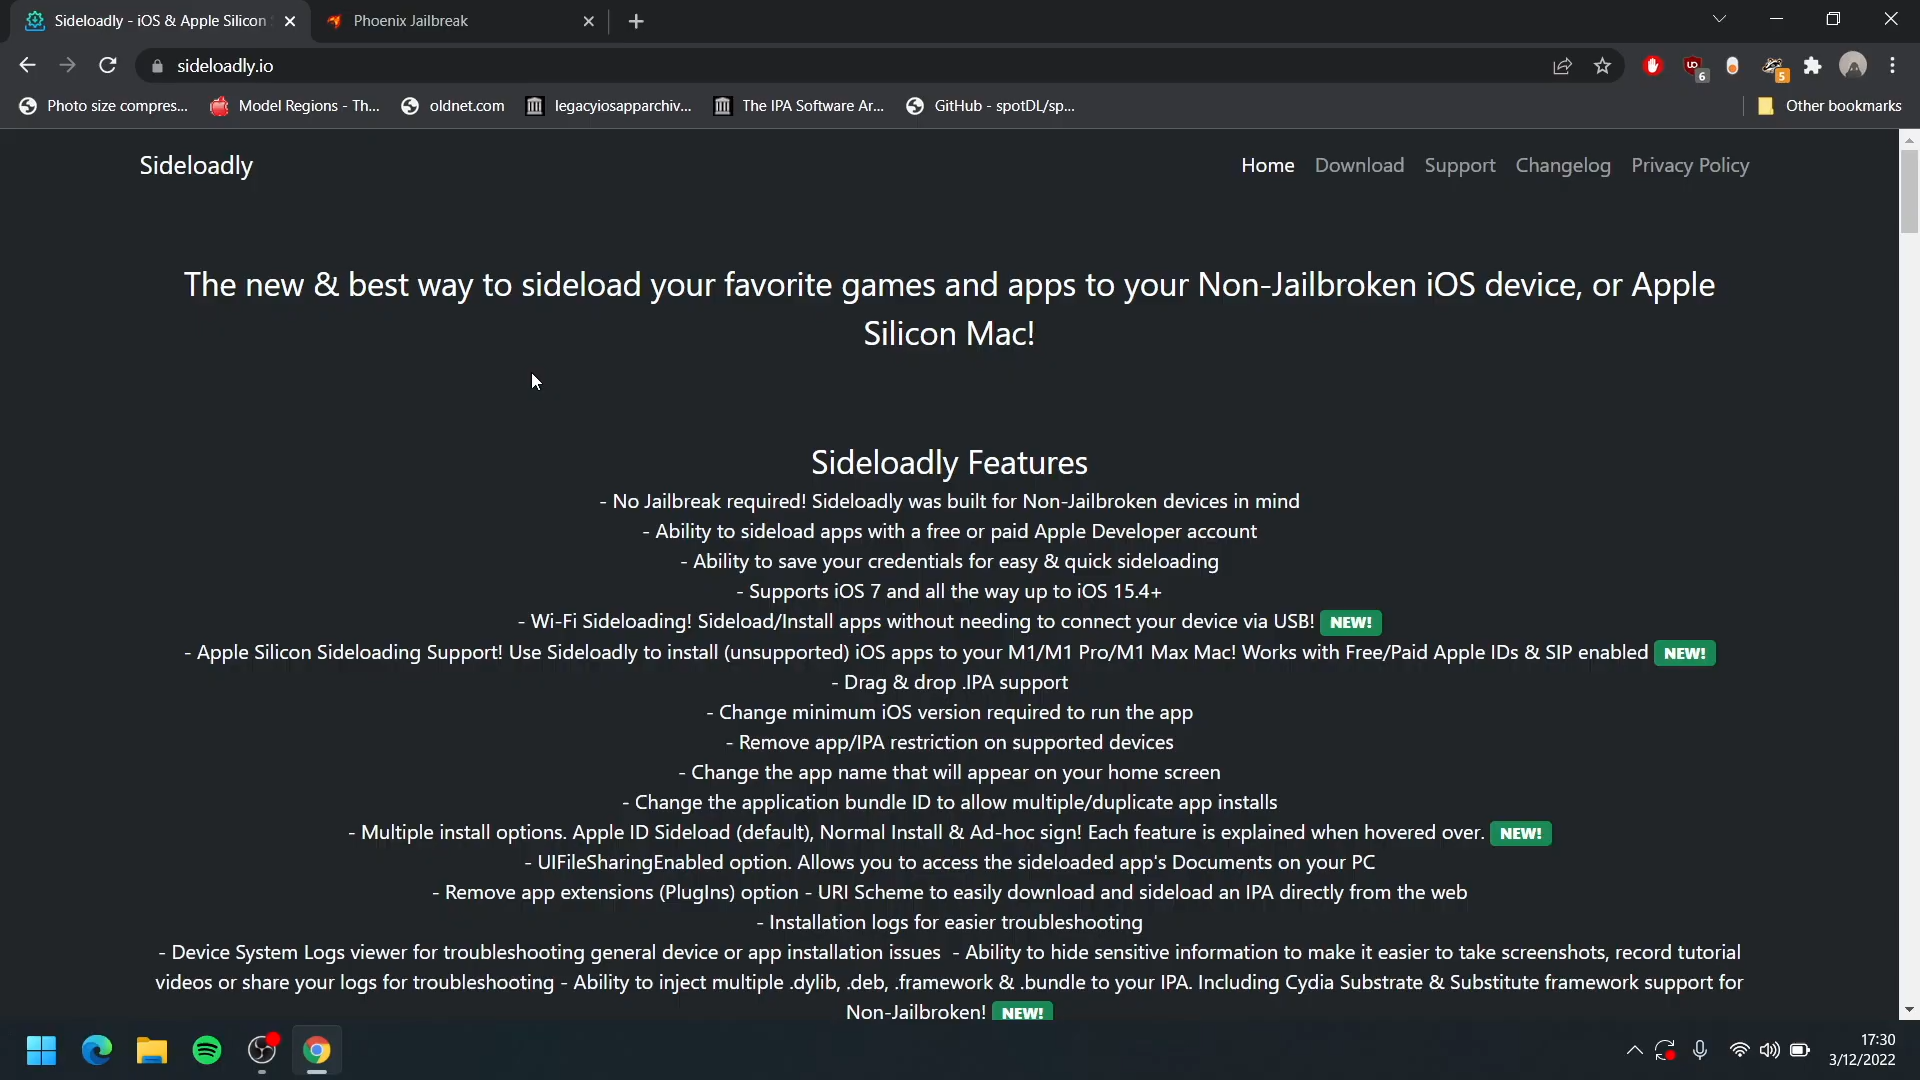 Sideloadly - iOS & Apple Silicon
Phoenix Jailbreak
sideloadly.io
UD
6
5
Photo size compres...
Model Regions - Th...
oldnet.com
legacyiosapparchiv...
The IPA Software Ar...
GitHub - spotDL/sp...
Other bookmarks
Sideloadly
Home Download Support Changelog Privacy Policy
The new & best way to sideload your favorite games and apps to your Non-Jailbroken iOS device, or Apple
Silicon Mac!
Sideloadly Features
- No Jailbreak required! Sideloadly was built for Non-Jailbroken devices in mind
- Ability to sideload apps with a free or paid Apple Developer account
- Ability to save your credentials for easy & quick sideloading
- Supports iOS 7 and all the way up to iOS 15.4+
- Wi-Fi Sideloading! Sideload/Install apps without needing to connect your device via USB! NEW!
- Apple Silicon Sideloading Support! Use Sideloadly to install (unsupported) iOS apps to your M1/M1 Pro/M1 Max Mac! Works with Free/Paid Apple IDs & SIP enabled NEW!
- Drag & drop .IPA support
- Change minimum iOS version required to run the app
- Remove app/IPA restriction on supported devices
- Change the app name that will appear on your home screen
- Change the application bundle ID to allow multiple/duplicate app installs
- Multiple install options. Apple ID Sideload (default), Normal Install & Ad-hoc sign! Each feature is explained when hovered over. NEW!
- UIFileSharingEnabled option. Allows you to access the sideloaded app's Documents on your PC
- Remove app extensions (PlugIns) option - URI Scheme to easily download and sideload an IPA directly from the web
- Installation logs for easier troubleshooting
- Device System Logs viewer for troubleshooting general device or app installation issues - Ability to hide sensitive information to make it easier to take screenshots, record tutorial
videos or share your logs for troubleshooting - Ability to inject multiple .dylib, .deb, .framework & .bundle to your IPA. Including Cydia Substrate & Substitute framework support for
Non-Jailbroken! NEW!
17:30
3/12/2022